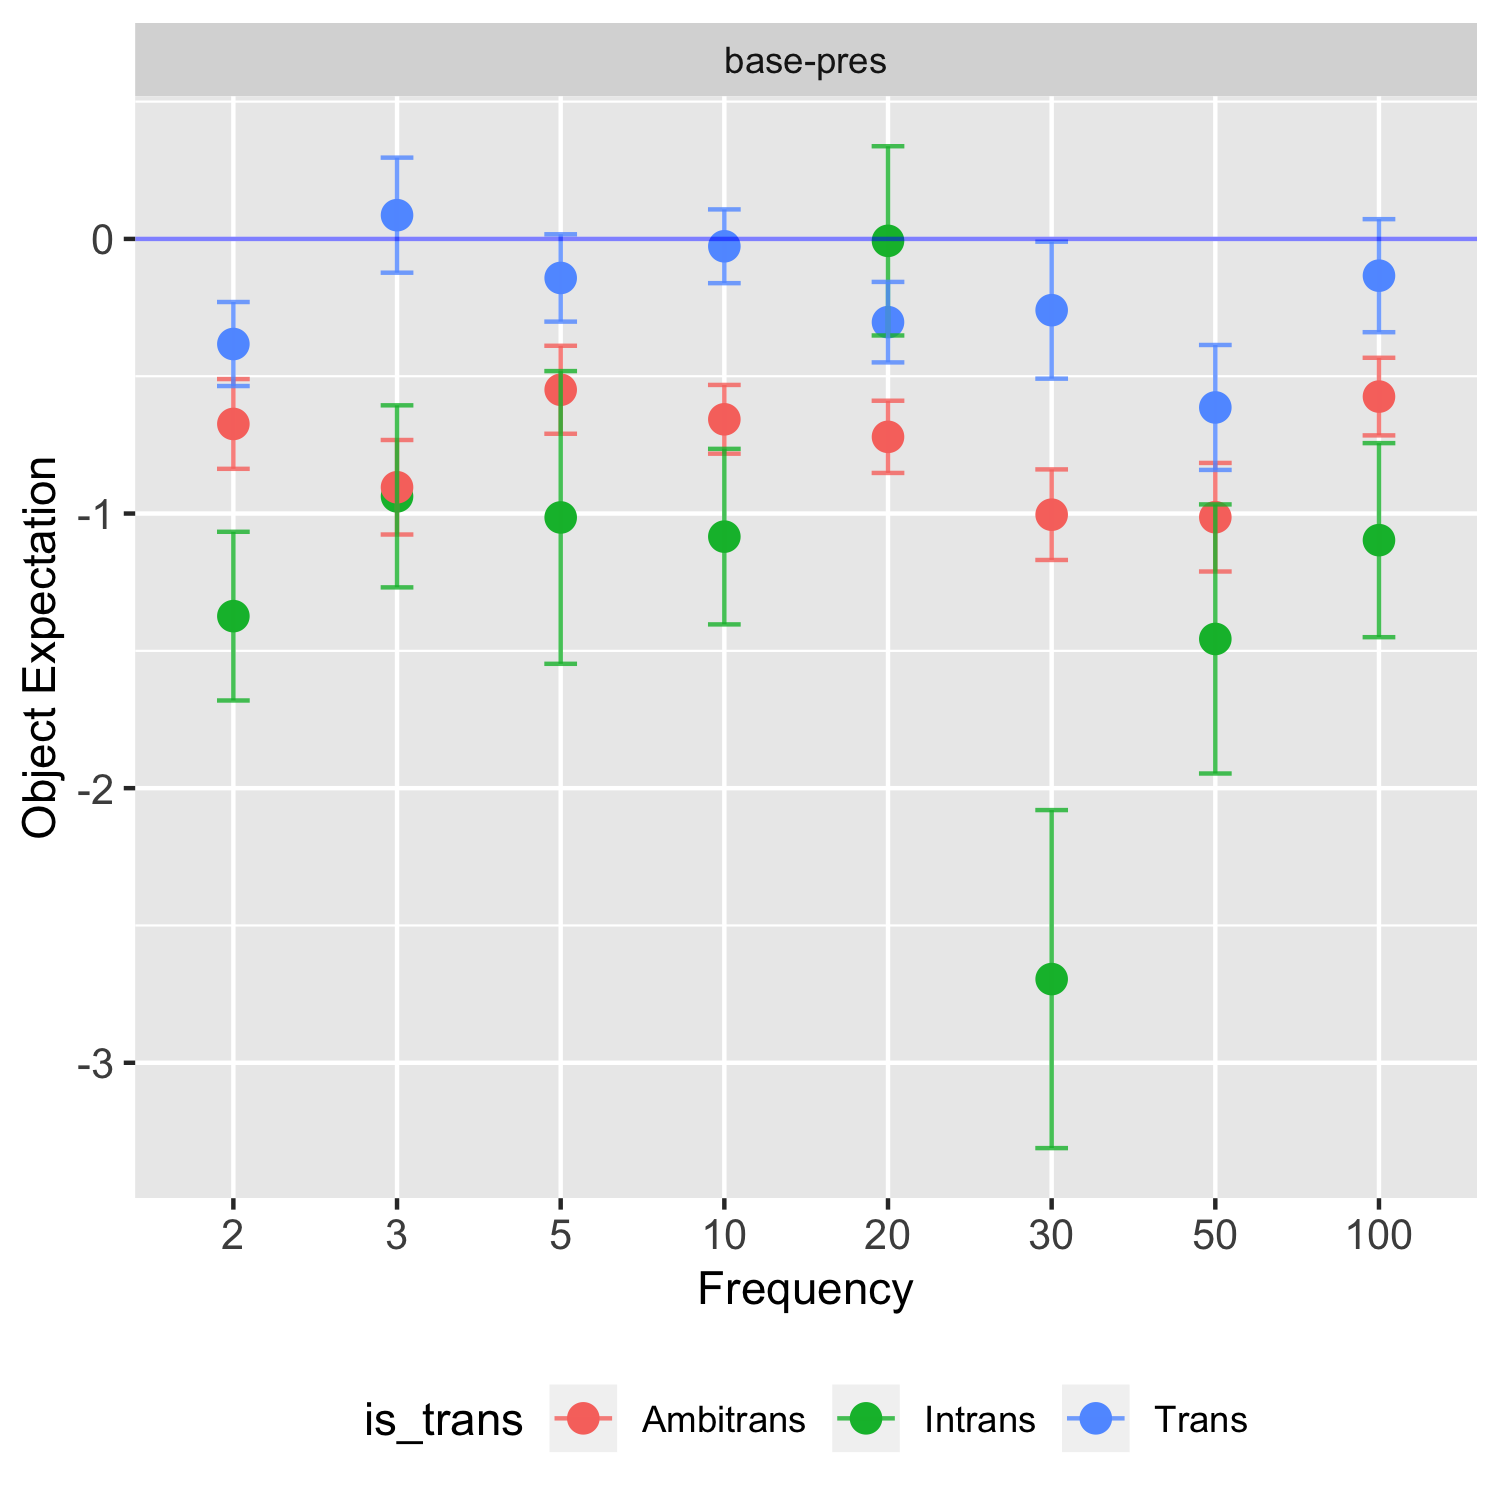 base-pres
0
-1
-2
-3
Object Expectation
2 3 5 10 20 30 50 100
Frequency
is_trans Ambitrans Intrans Trans